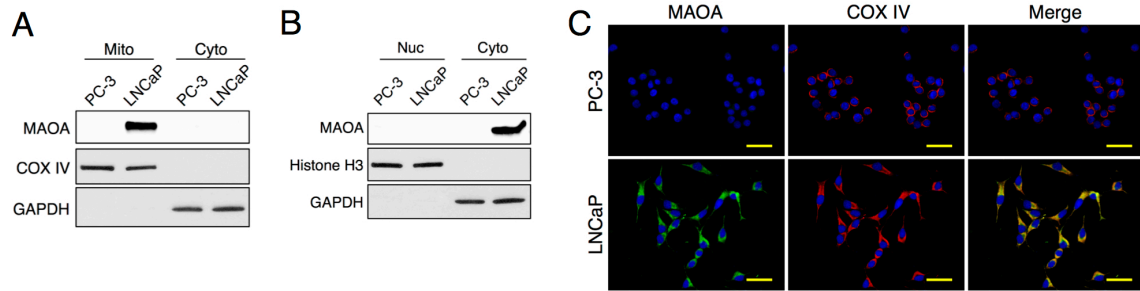 A
Mito
Cyto
PC-3
LNCaP
PC-3
LNCaP
MAOA
COX IV
GAPDH
B
Nuc
Cyto
PC-3
LNCaP
PC-3
LNCaP
MAOA
Histone H3
GAPDH
C
MAOA
COX IV
Merge
PC-3
LNCaP